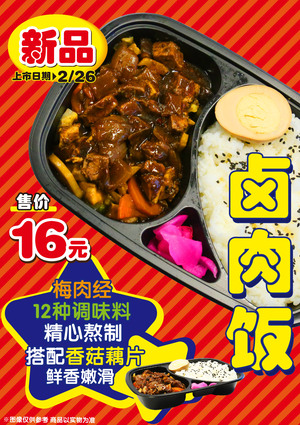 新品
上市日期▶2/26
售价
16元
卤肉饭
梅肉经
12种调味料
精心熬制
搭配香菇藕片
鲜香嫩滑
※图像仅供参考 商品以实物为准